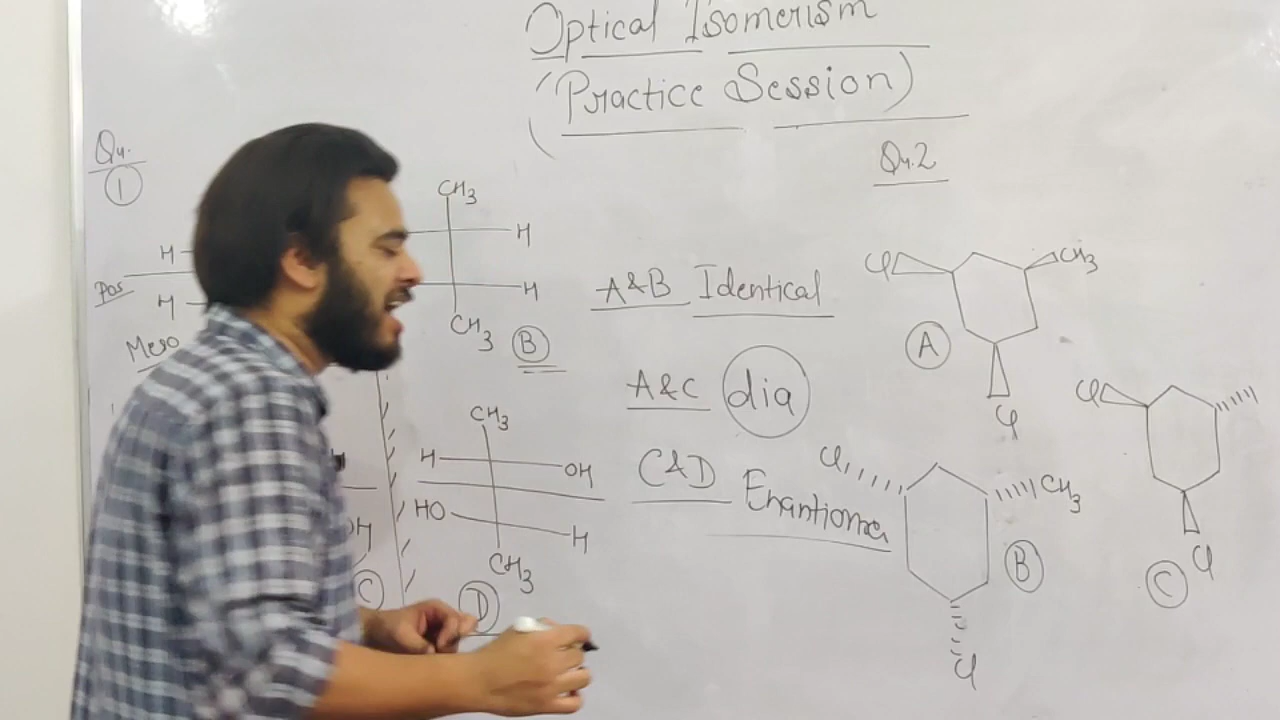 Optical Isomerism
(Practice Session)
Qu.
1
H
Pos
H
Meso
CH3
H
H
CH3
B
CH3
H
OH
HO
H
CH3
D
C
A&B Identical
A&C dia
C&D Enantiomer
Qu.2
Cl
CH3
A
Cl
Cl
CH3
B
Cl
Cl
C
Cl